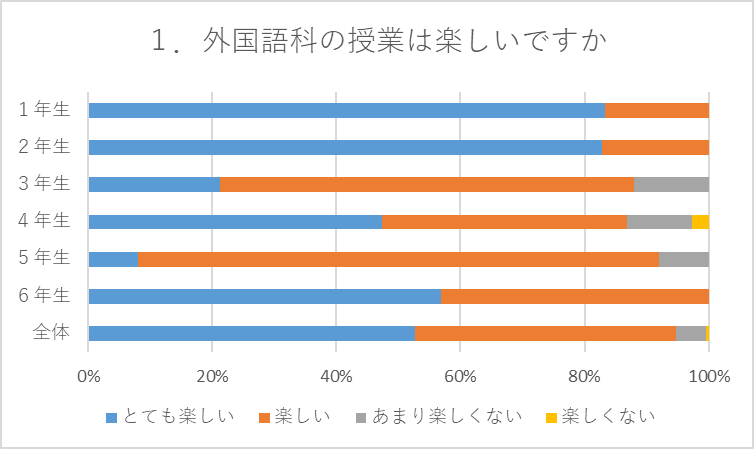 １．外国語科の授業は楽しいですか
１年生
２年生
３年生
４年生
５年生
６年生
全体
0% 20% 40% 60% 80% 100%
とても楽しい 楽しい あまり楽しくない 楽しくない